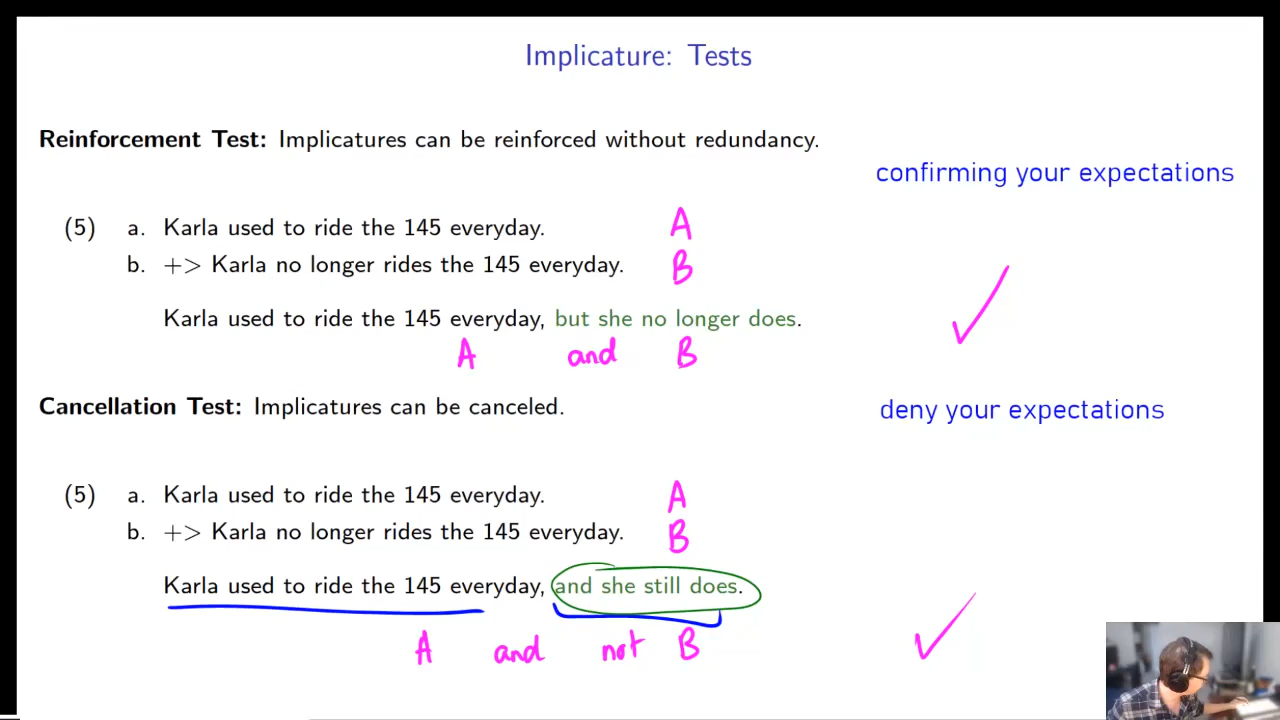 Implicature: Tests
Reinforcement Test: Implicatures can be reinforced without redundancy.
confirming your expectations
(5) a. Karla used to ride the 145 everyday. A
b. +> Karla no longer rides the 145 everyday. B
Karla used to ride the 145 everyday, but she no longer does.
A and B
Cancellation Test: Implicatures can be canceled.
deny your expectations
(5) a. Karla used to ride the 145 everyday. A
b. +> Karla no longer rides the 145 everyday. B
Karla used to ride the 145 everyday, and she still does.
A and not B